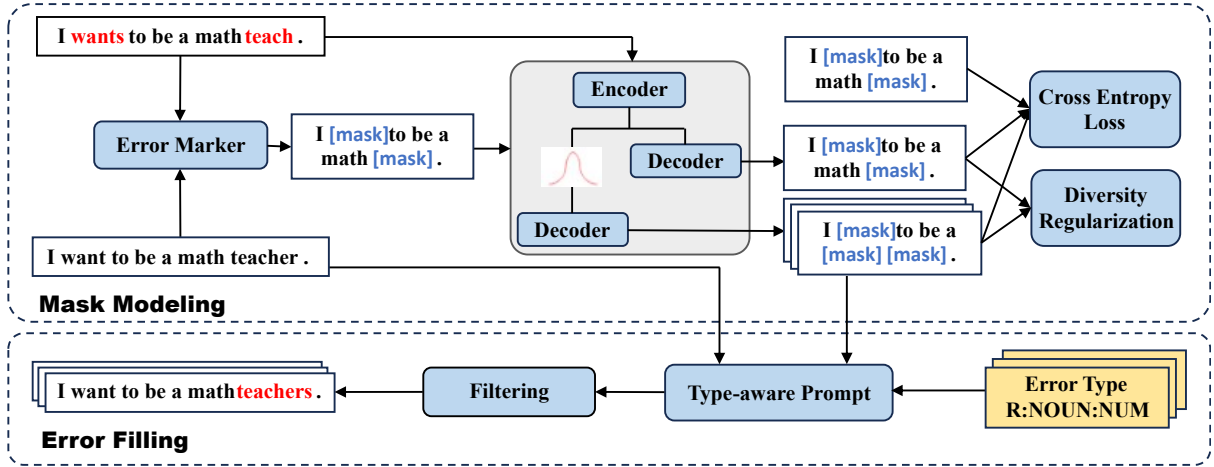 I wants to be a math teach .
Error Marker
I want to be a math teacher .
I [mask]to be a
math [mask] .
Encoder
Decoder
Decoder
I [mask]to be a
math [mask] .
I [mask]to be a
math [mask] .
I [mask]to be a
[mask] [mask] .
Cross Entropy
Loss
Diversity
Regularization
Mask Modeling
I want to be a math teachers .
Filtering
Type-aware Prompt
Error Type
R:NOUN:NUM
Error Filling